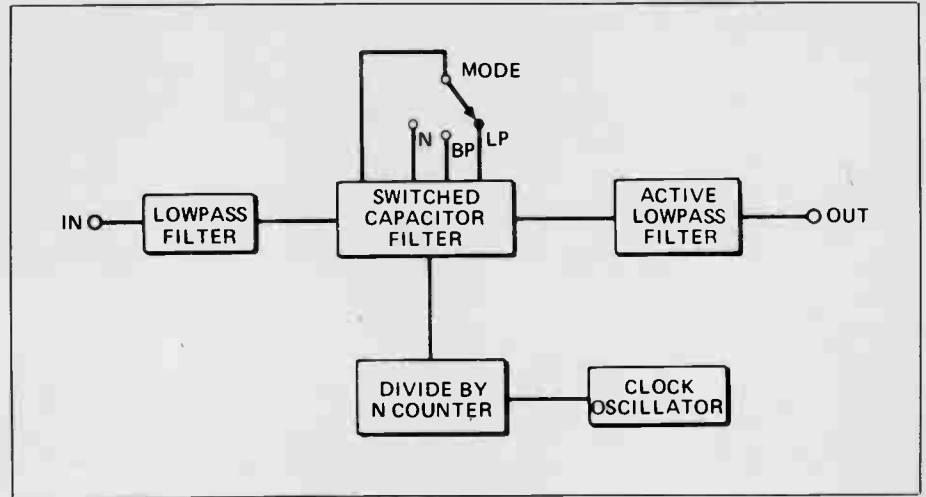 MODE
N
BP
LP
IN
LOWPASS
FILTER
SWITCHED
CAPACITOR
FILTER
ACTIVE
LOWPASS
FILTER
OUT
DIVIDE BY
N COUNTER
CLOCK
OSCILLATOR